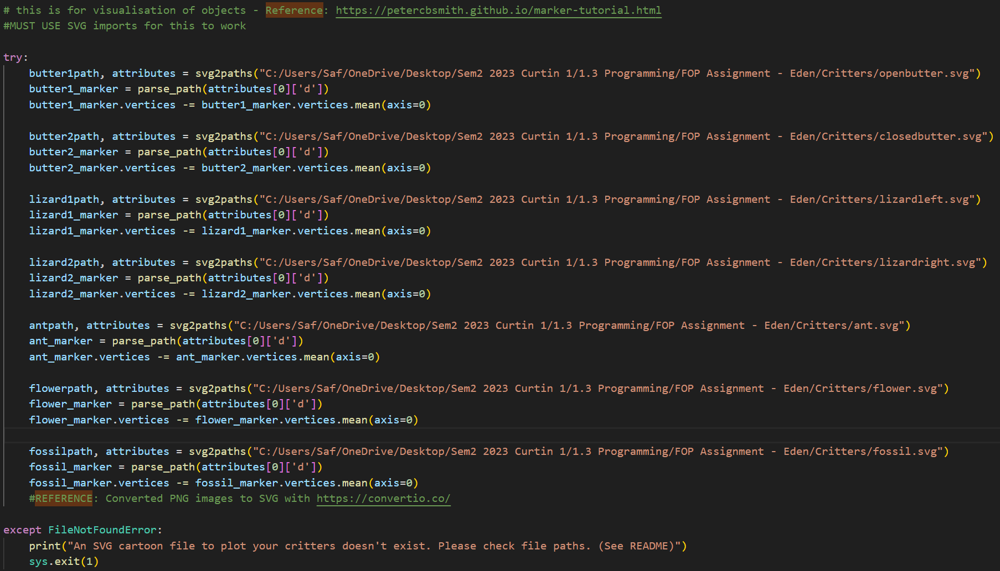 # this is for visualisation of objects - Reference: https://petercbsmith.github.io/marker-tutorial.html
#MUST USE SVG imports for this to work
try:
butter1path, attributes = svg2paths("C:/Users/Saf/OneDrive/Desktop/Sem2 2023 Curtin 1/1.3 Programming/FOP Assignment - Eden/Critters/openbutter.svg")
butter1_marker = parse_path(attributes[0]['d'])
butter1_marker.vertices -= butter1_marker.vertices.mean(axis=0)
butter2path, attributes = svg2paths("C:/Users/Saf/OneDrive/Desktop/Sem2 2023 Curtin 1/1.3 Programming/FOP Assignment - Eden/Critters/closedbutter.svg")
butter2_marker = parse_path(attributes[0]['d'])
butter2_marker.vertices -= butter2_marker.vertices.mean(axis=0)
lizard1path, attributes = svg2paths("C:/Users/Saf/OneDrive/Desktop/Sem2 2023 Curtin 1/1.3 Programming/FOP Assignment - Eden/Critters/lizardleft.svg")
lizard1_marker = parse_path(attributes[0]['d'])
lizard1_marker.vertices -= lizard1_marker.vertices.mean(axis=0)
lizard2path, attributes = svg2paths("C:/Users/Saf/OneDrive/Desktop/Sem2 2023 Curtin 1/1.3 Programming/FOP Assignment - Eden/Critters/lizardright.svg")
lizard2_marker = parse_path(attributes[0]['d'])
lizard2_marker.vertices -= lizard2_marker.vertices.mean(axis=0)
antpath, attributes = svg2paths("C:/Users/Saf/OneDrive/Desktop/Sem2 2023 Curtin 1/1.3 Programming/FOP Assignment - Eden/Critters/ant.svg")
ant_marker = parse_path(attributes[0]['d'])
ant_marker.vertices -= ant_marker.vertices.mean(axis=0)
flowerpath, attributes = svg2paths("C:/Users/Saf/OneDrive/Desktop/Sem2 2023 Curtin 1/1.3 Programming/FOP Assignment - Eden/Critters/flower.svg")
flower_marker = parse_path(attributes[0]['d'])
flower_marker.vertices -= flower_marker.vertices.mean(axis=0)
fossilpath, attributes = svg2paths("C:/Users/Saf/OneDrive/Desktop/Sem2 2023 Curtin 1/1.3 Programming/FOP Assignment - Eden/Critters/fossil.svg")
fossil_marker = parse_path(attributes[0]['d'])
fossil_marker.vertices -= fossil_marker.vertices.mean(axis=0)
#REFERENCE: Converted PNG images to SVG with https://convertio.co/
except FileNotFoundError:
print("An SVG cartoon file to plot your critters doesn't exist. Please check file paths. (See README)")
sys.exit(1)